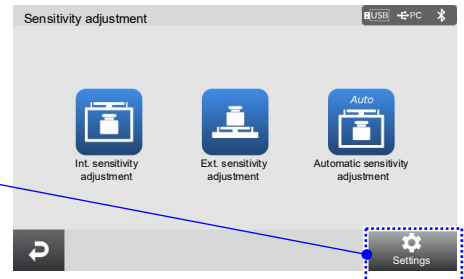 Sensitivity adjustment
USB PC
Int. sensitivity
adjustment
Ext. sensitivity
adjustment
Auto
Automatic sensitivity
adjustment
Settings